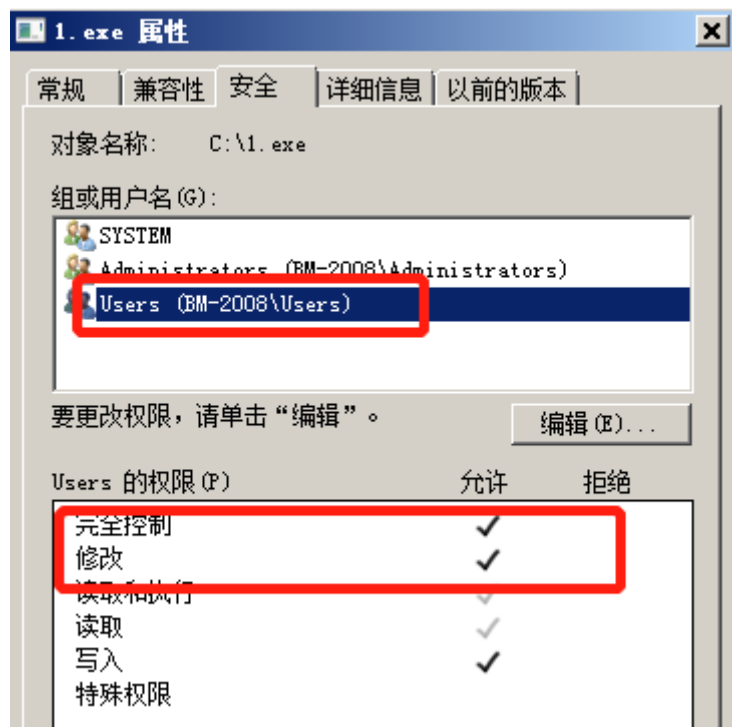 1.exe 属性
常规 兼容性 安全 详细信息 以前的版本
对象名称: C:\1.exe
组或用户名(G):
SYSTEM
Administrators (BM-2008\Administrators)
Users (BM-2008\Users)
要更改权限，请单击“编辑”。 编辑(E)...
Users 的权限(P) 允许 拒绝
完全控制
修改
读取和执行
读取
写入
特殊权限